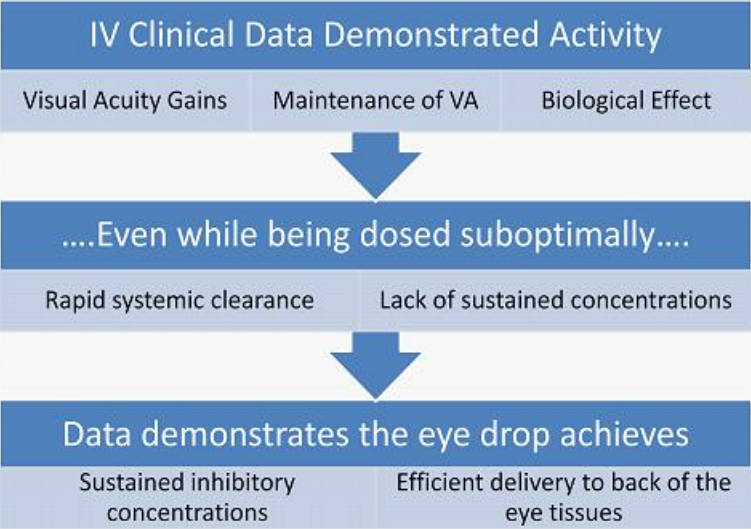 IV Clinical Data Demonstrated Activity
Visual Acuity Gains
Maintenance of VA
Biological Effect
....Even while being dosed suboptimally....
Rapid systemic clearance
Lack of sustained concentrations
Data demonstrates the eye drop achieves
Sustained inhibitory
concentrations
Efficient delivery to back of the
eye tissues